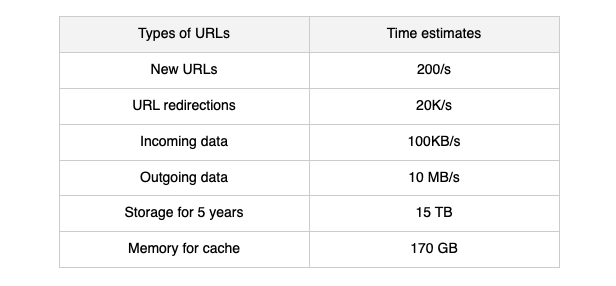 Types of URLs Time estimates
New URLs 200/s
URL redirections 20K/s
Incoming data 100KB/s
Outgoing data 10 MB/s
Storage for 5 years 15 TB
Memory for cache 170 GB